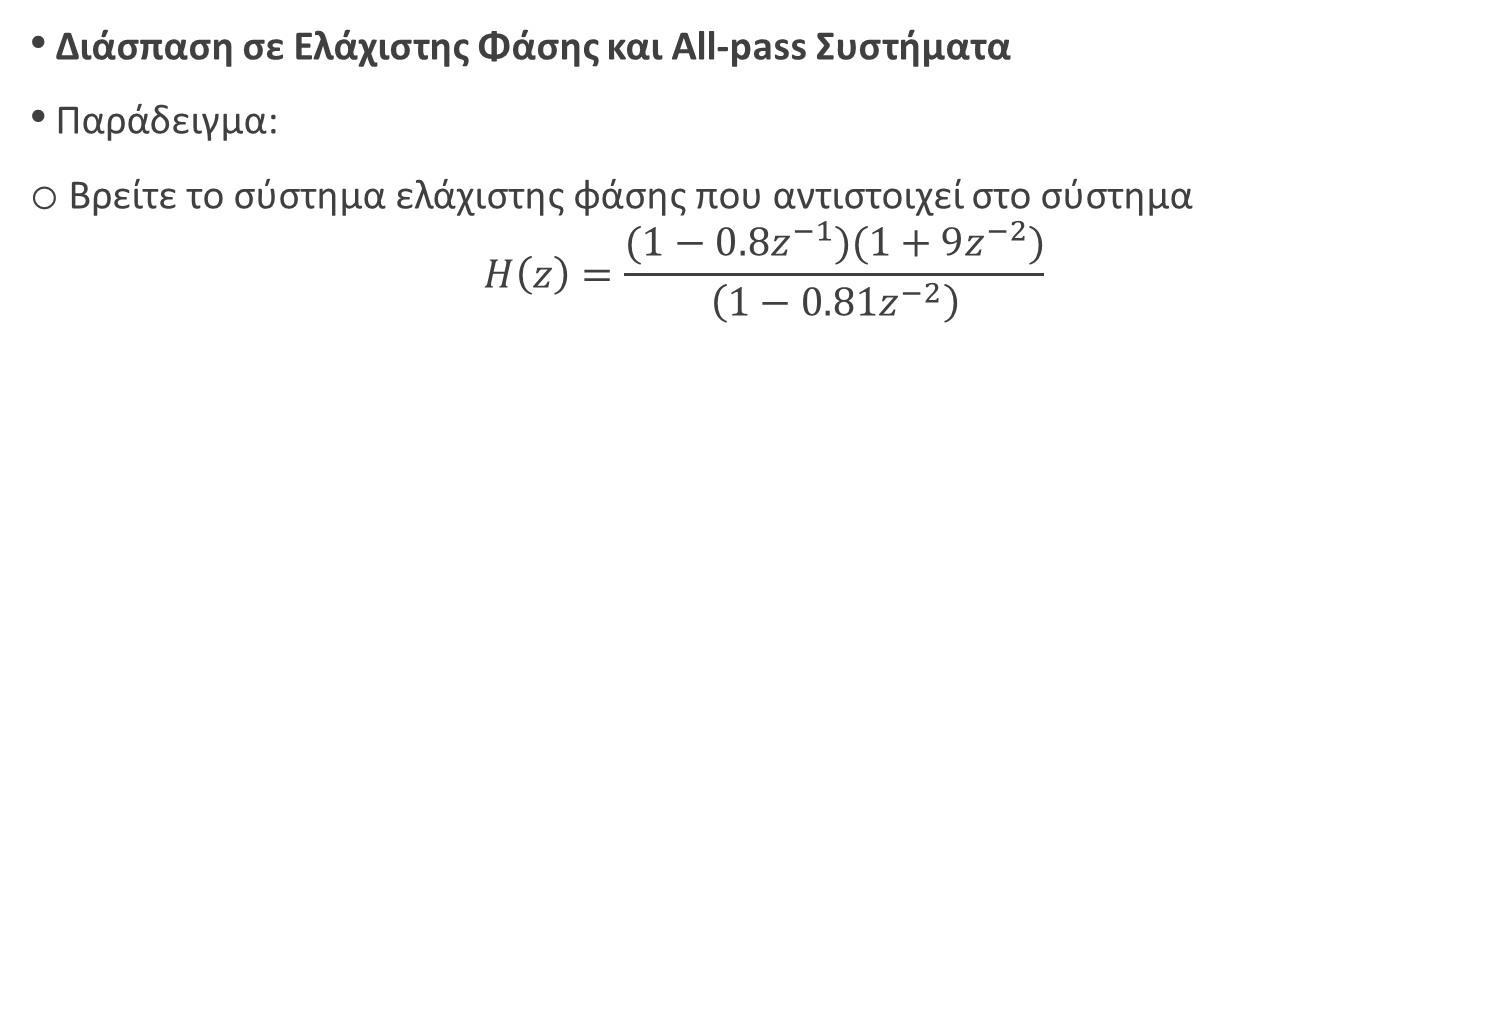 • Διάσπαση σε Ελάχιστης Φάσης και All-pass Συστήματα
• Παράδειγμα:
○ Βρείτε το σύστημα ελάχιστης φάσης που αντιστοιχεί στο σύστημα
H(z) = \frac{(1 − 0.8z^{−1})(1 + 9z^{−2})}{(1 − 0.81z^{−2})}